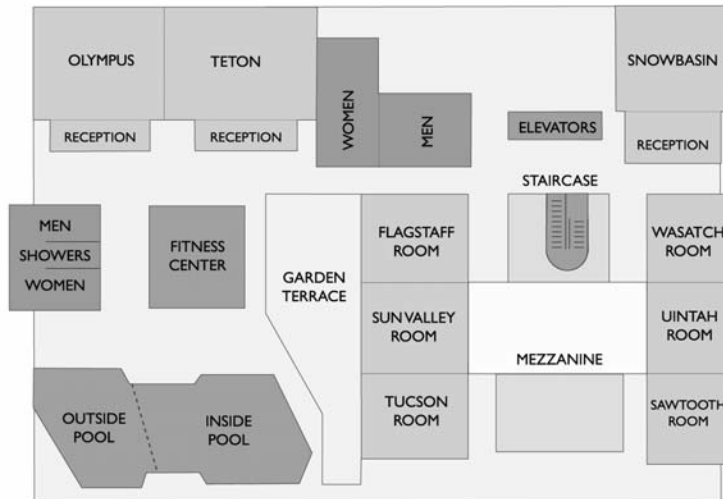 OLYMPUS
TETON
SNOWBASIN
RECEPTION
RECEPTION
WOMEN
MEN
ELEVATORS
RECEPTION
STAIRCASE
MEN
SHOWERS
WOMEN
FITNESS
CENTER
GARDEN
TERRACE
FLAGSTAFF
ROOM
WASATCH
ROOM
SUN VALLEY
ROOM
UINTAH
ROOM
MEZZANINE
OUTSIDE
POOL
INSIDE
POOL
TUCSON
ROOM
SAWTOOTH
ROOM